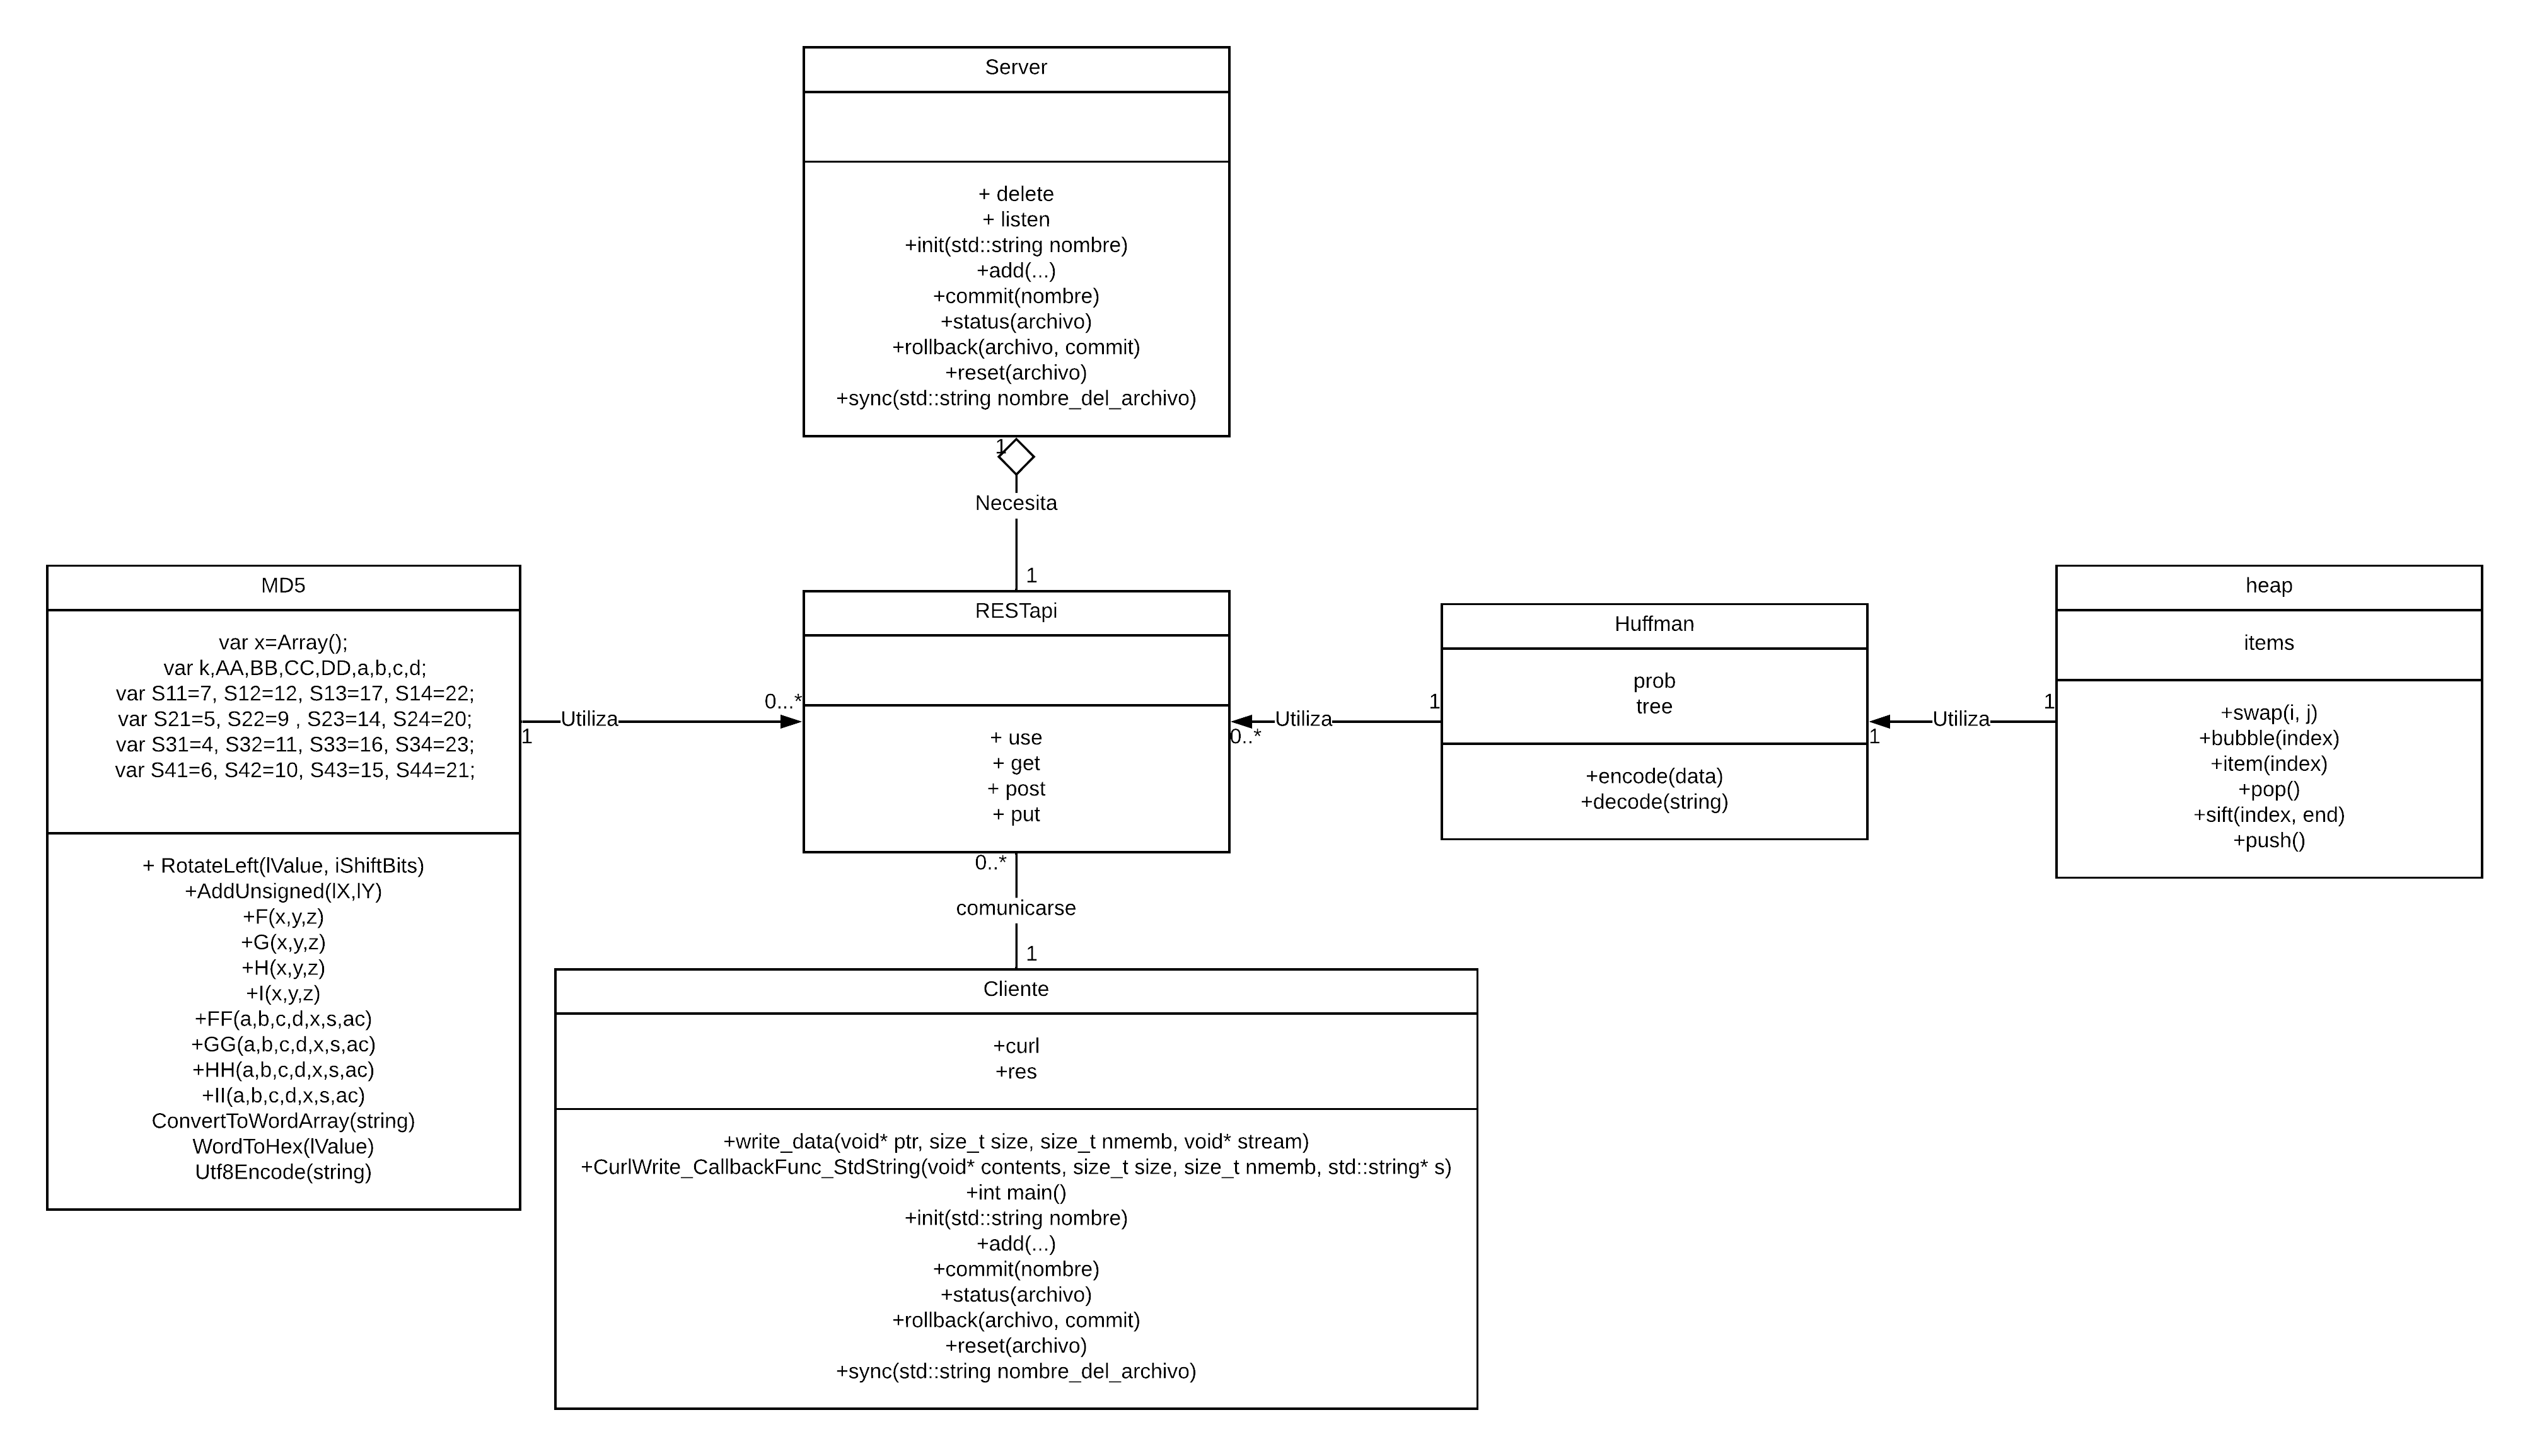 Server
+ delete
+ listen
+init(std::string nombre)
+add(...)
+commit(nombre)
+status(archivo)
+rollback(archivo, commit)
+reset(archivo)
+sync(std::string nombre_del_archivo)
1
Necesita
1
MD5
var x=Array();
var k,AA,BB,CC,DD,a,b,c,d;
var S11=7, S12=12, S13=17, S14=22;
var S21=5, S22=9 , S23=14, S24=20;
var S31=4, S32=11, S33=16, S34=23;
var S41=6, S42=10, S43=15, S44=21;
+ RotateLeft(lValue, iShiftBits)
+AddUnsigned(lX,lY)
+F(x,y,z)
+G(x,y,z)
+H(x,y,z)
+I(x,y,z)
+FF(a,b,c,d,x,s,ac)
+GG(a,b,c,d,x,s,ac)
+HH(a,b,c,d,x,s,ac)
+II(a,b,c,d,x,s,ac)
ConvertToWordArray(string)
WordToHex(lValue)
Utf8Encode(string)
1
Utiliza
0...*
RESTapi
+ use
+ get
+ post
+ put
0..*
Utiliza
1
Huffman
prob
tree
+encode(data)
+decode(string)
1
Utiliza
1
heap
items
+swap(i, j)
+bubble(index)
+item(index)
+pop()
+sift(index, end)
+push()
0..*
comunicarse
1
Cliente
+curl
+res
+write_data(void* ptr, size_t size, size_t nmemb, void* stream)
+CurlWrite_CallbackFunc_StdString(void* contents, size_t size, size_t nmemb, std::string* s)
+int main()
+init(std::string nombre)
+add(...)
+commit(nombre)
+status(archivo)
+rollback(archivo, commit)
+reset(archivo)
+sync(std::string nombre_del_archivo)